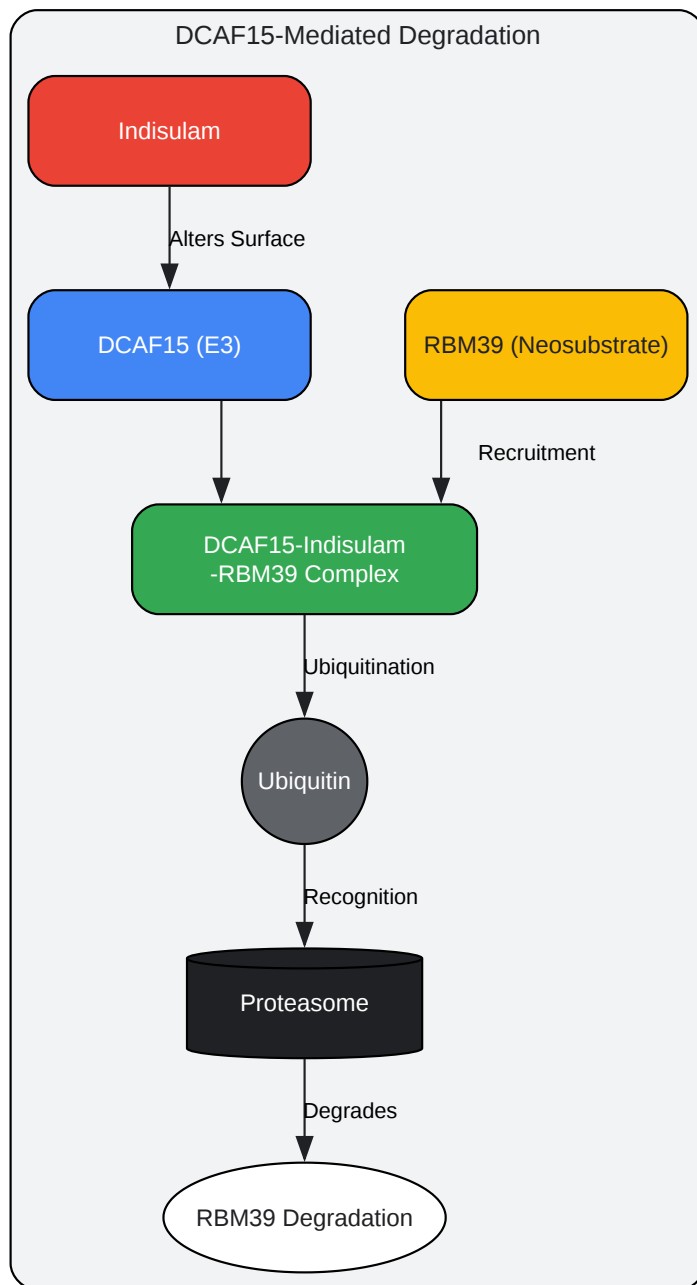 DCAF15-Mediated Degradation
Indisulam
Alters Surface
DCAF15 (E3)
RBM39 (Neosubstrate)
Recruitment
DCAF15-Indisulam
-RBM39 Complex
Ubiquitination
Ubiquitin
Recognition
Proteasome
Degrades
RBM39 Degradation